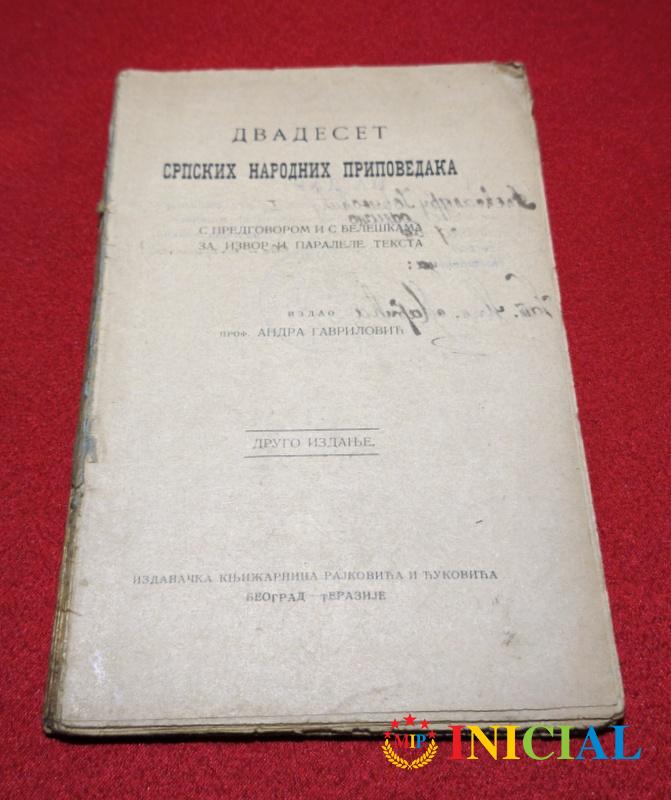 ДВАДЕСЕТ
СРПСКИХ НАРОДНИХ ПРИПОВЕДАКА
С ПРЕДГОВОРОМ И С БЕЛЕШКАМА
ЗА ИЗВОР И ПАРАЛЕЛЕ ТЕКСТА
ИЗДАО
ПРОФ. АНДРА ГАВРИЛОВИЋ
ДРУГО ИЗДАЊЕ.
ИЗДАВАЧКА КЊИЖАРНИЦА РАЈКОВИЋА И ЋУКОВИЋА
БЕОГРАД ТЕРАЗИЈЕ
MIP INICIAL